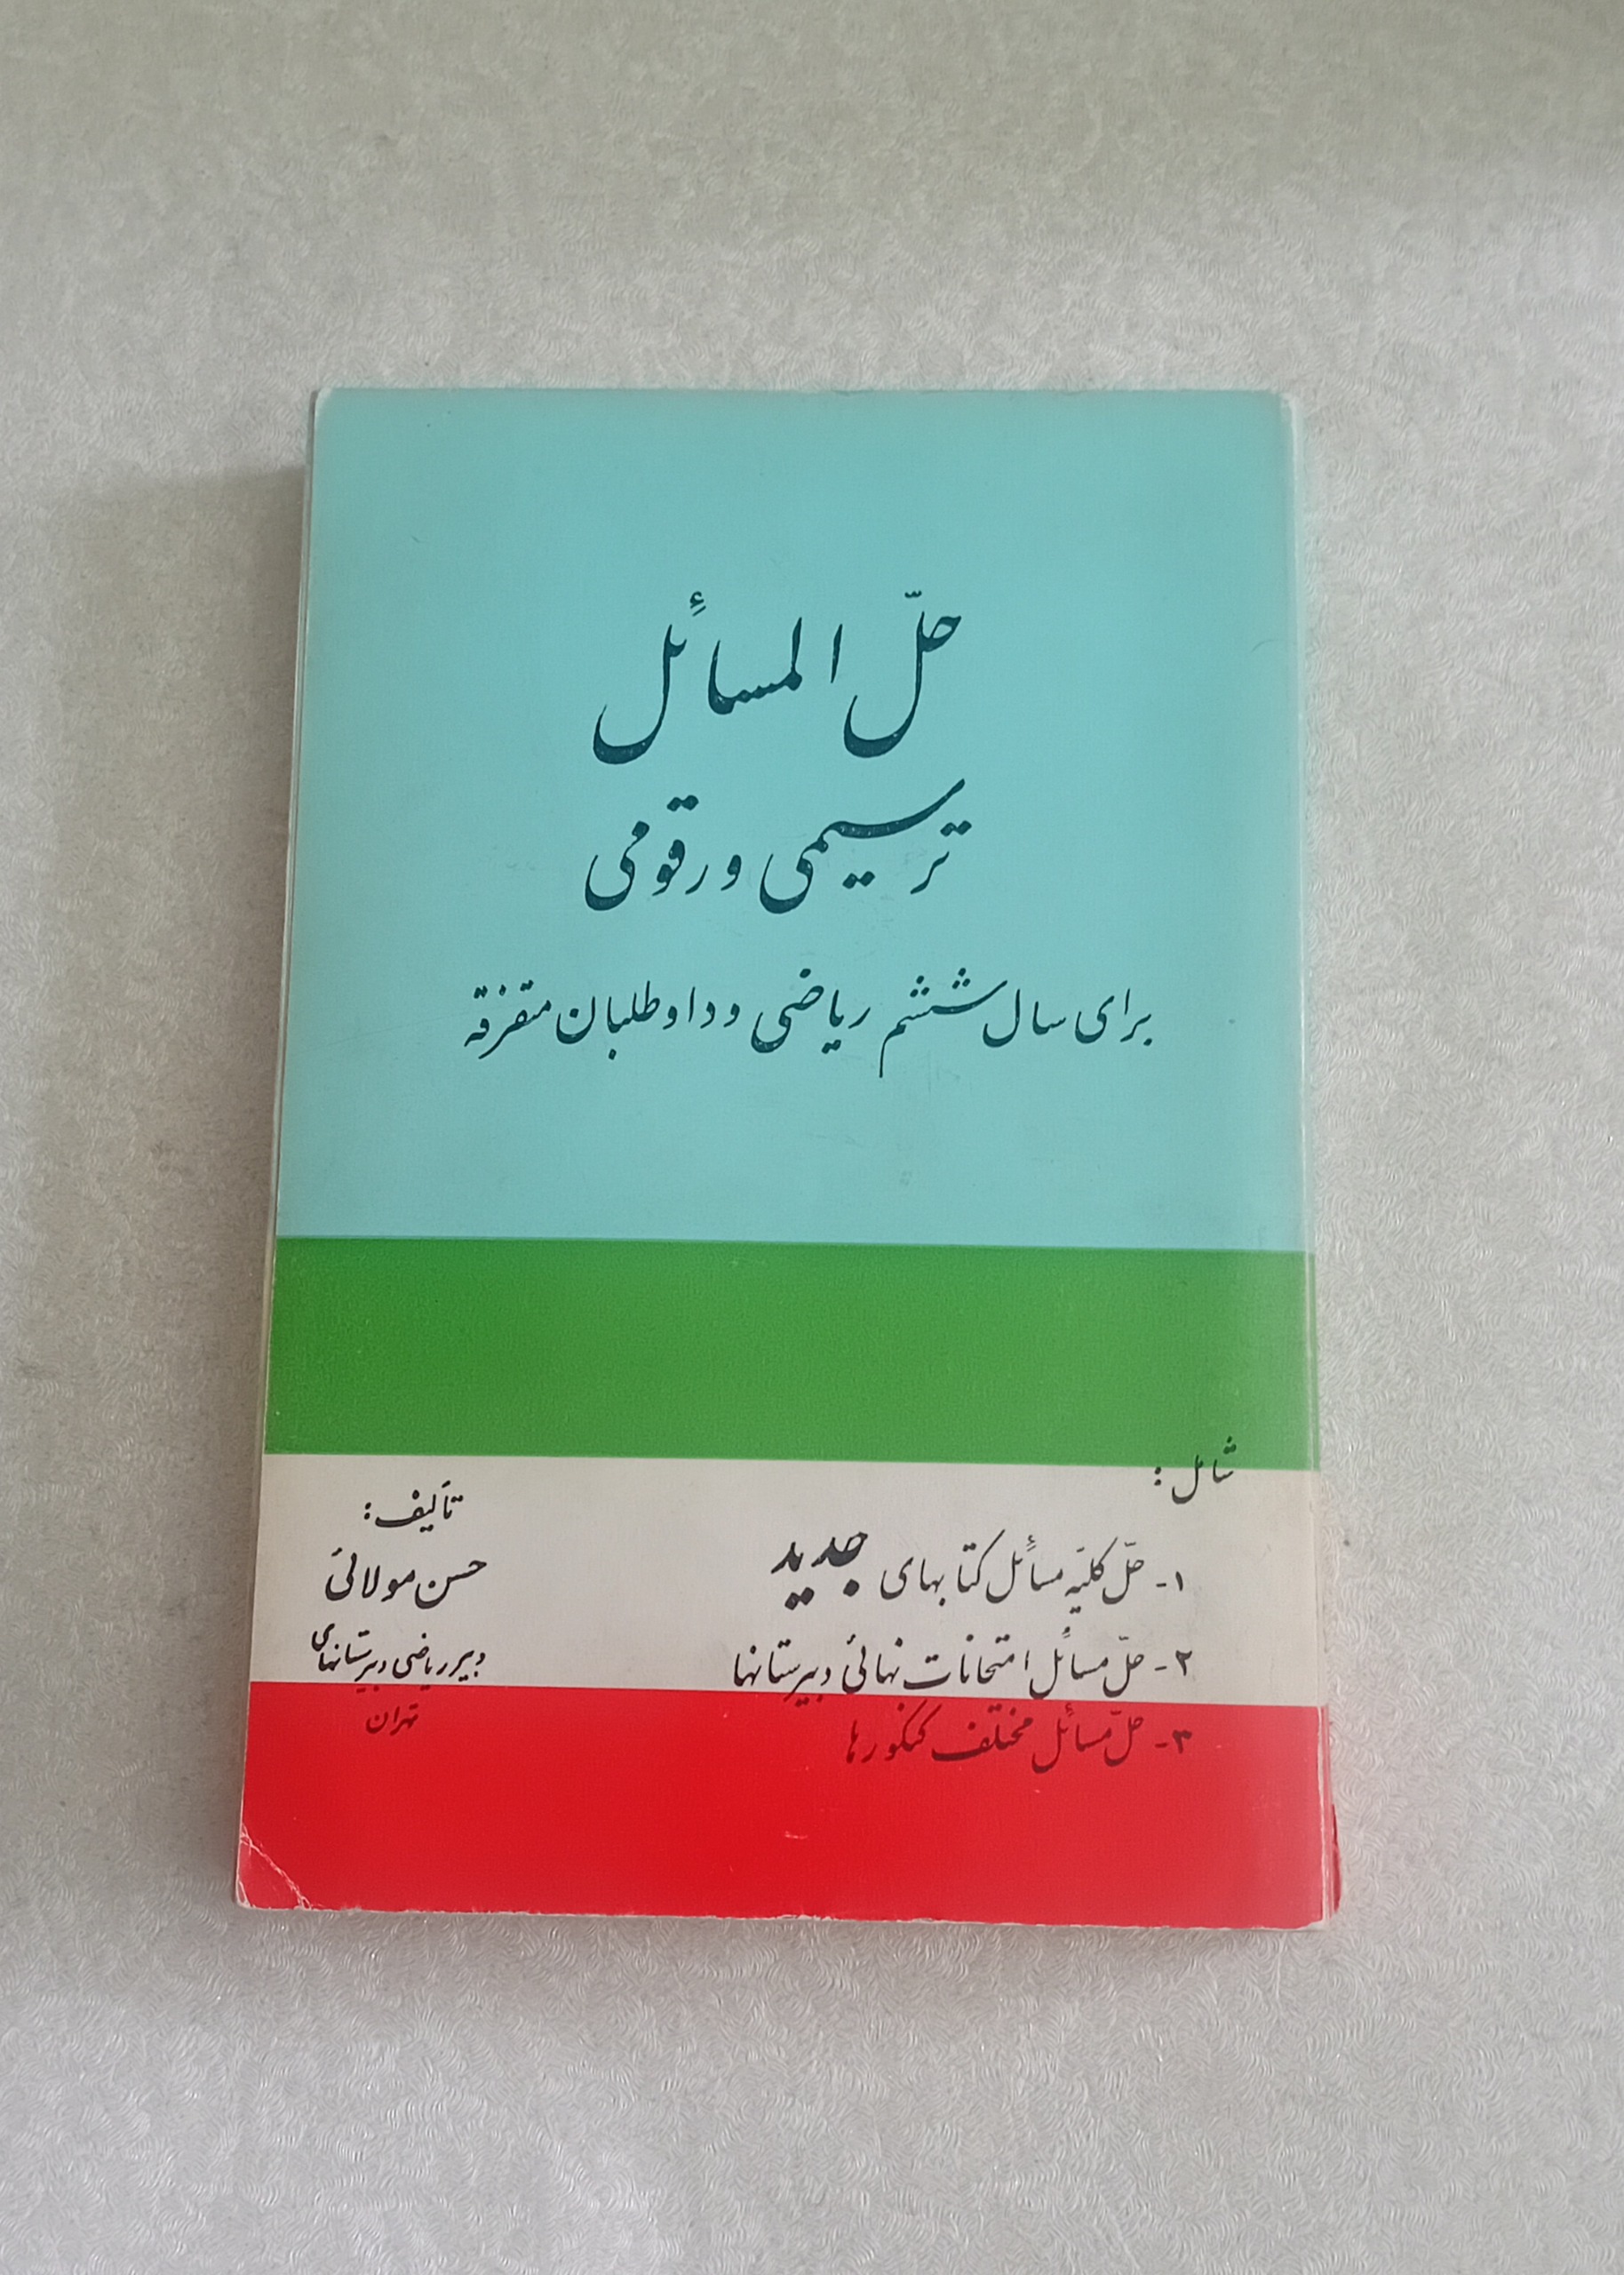 حلّ المسائل
ترسیمی و رقومی
برای سال ششم ریاضی و داوطلبان متفرقه
شامل:
۱- حلّ کلیّه مسائل کتابهای جدید
۲- حلّ مسائل امتحانات نهائی دبیرستانها
۳- حلّ مسائل مختلف کنکورها
تألیف:
حسن مولائی
دبیر ریاضی دبیرستانهای
تهران